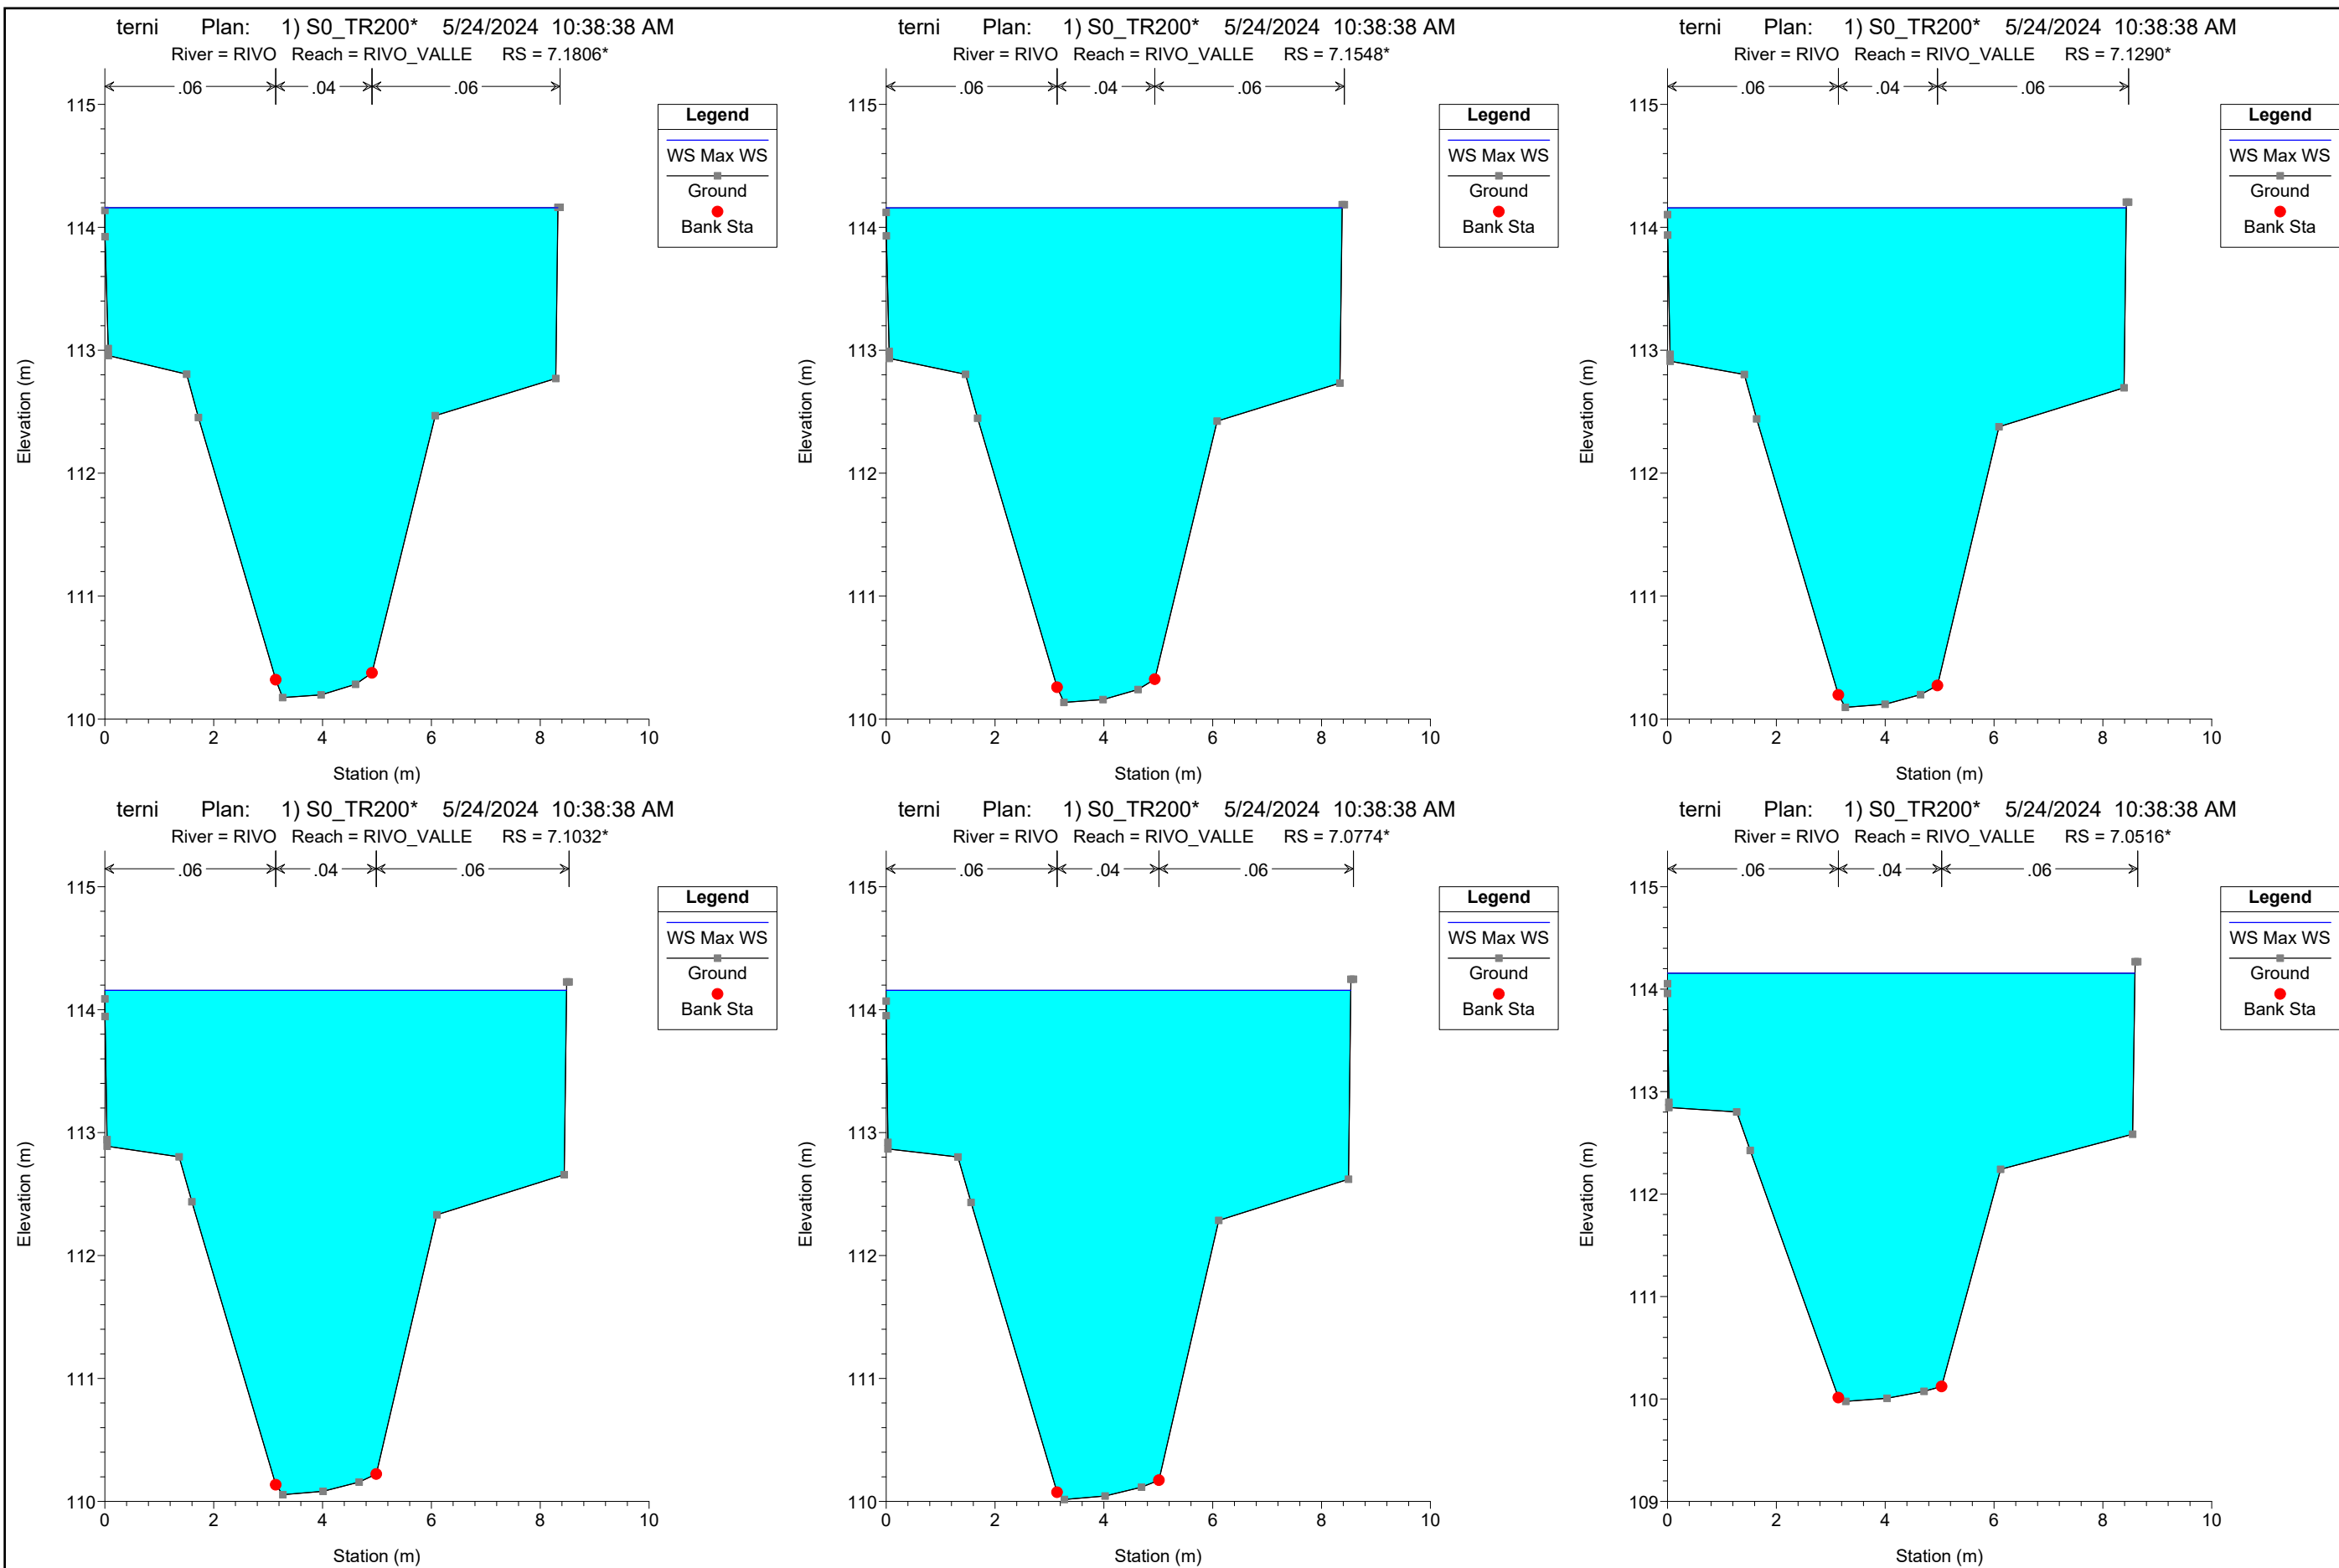 terni Plan: 1) S0_TR200* 5/24/2024 10:38:38 AM
River = RIVO Reach = RIVO_VALLE RS = 7.1806*
.06 .04 .06
115
114
113
112
111
110
0 2 4 6 8 10
Elevation (m)
Station (m)
Legend
WS Max WS
Ground
Bank Sta
terni Plan: 1) S0_TR200* 5/24/2024 10:38:38 AM
River = RIVO Reach = RIVO_VALLE RS = 7.1548*
.06 .04 .06
115
114
113
112
111
110
0 2 4 6 8 10
Elevation (m)
Station (m)
Legend
WS Max WS
Ground
Bank Sta
terni Plan: 1) S0_TR200* 5/24/2024 10:38:38 AM
River = RIVO Reach = RIVO_VALLE RS = 7.1290*
.06 .04 .06
115
114
113
112
111
110
0 2 4 6 8 10
Elevation (m)
Station (m)
Legend
WS Max WS
Ground
Bank Sta
terni Plan: 1) S0_TR200* 5/24/2024 10:38:38 AM
River = RIVO Reach = RIVO_VALLE RS = 7.1032*
.06 .04 .06
115
114
113
112
111
110
0 2 4 6 8 10
Elevation (m)
Station (m)
Legend
WS Max WS
Ground
Bank Sta
terni Plan: 1) S0_TR200* 5/24/2024 10:38:38 AM
River = RIVO Reach = RIVO_VALLE RS = 7.0774*
.06 .04 .06
115
114
113
112
111
110
0 2 4 6 8 10
Elevation (m)
Station (m)
Legend
WS Max WS
Ground
Bank Sta
terni Plan: 1) S0_TR200* 5/24/2024 10:38:38 AM
River = RIVO Reach = RIVO_VALLE RS = 7.0516*
.06 .04 .06
115
114
113
112
111
110
109
0 2 4 6 8 10
Elevation (m)
Station (m)
Legend
WS Max WS
Ground
Bank Sta